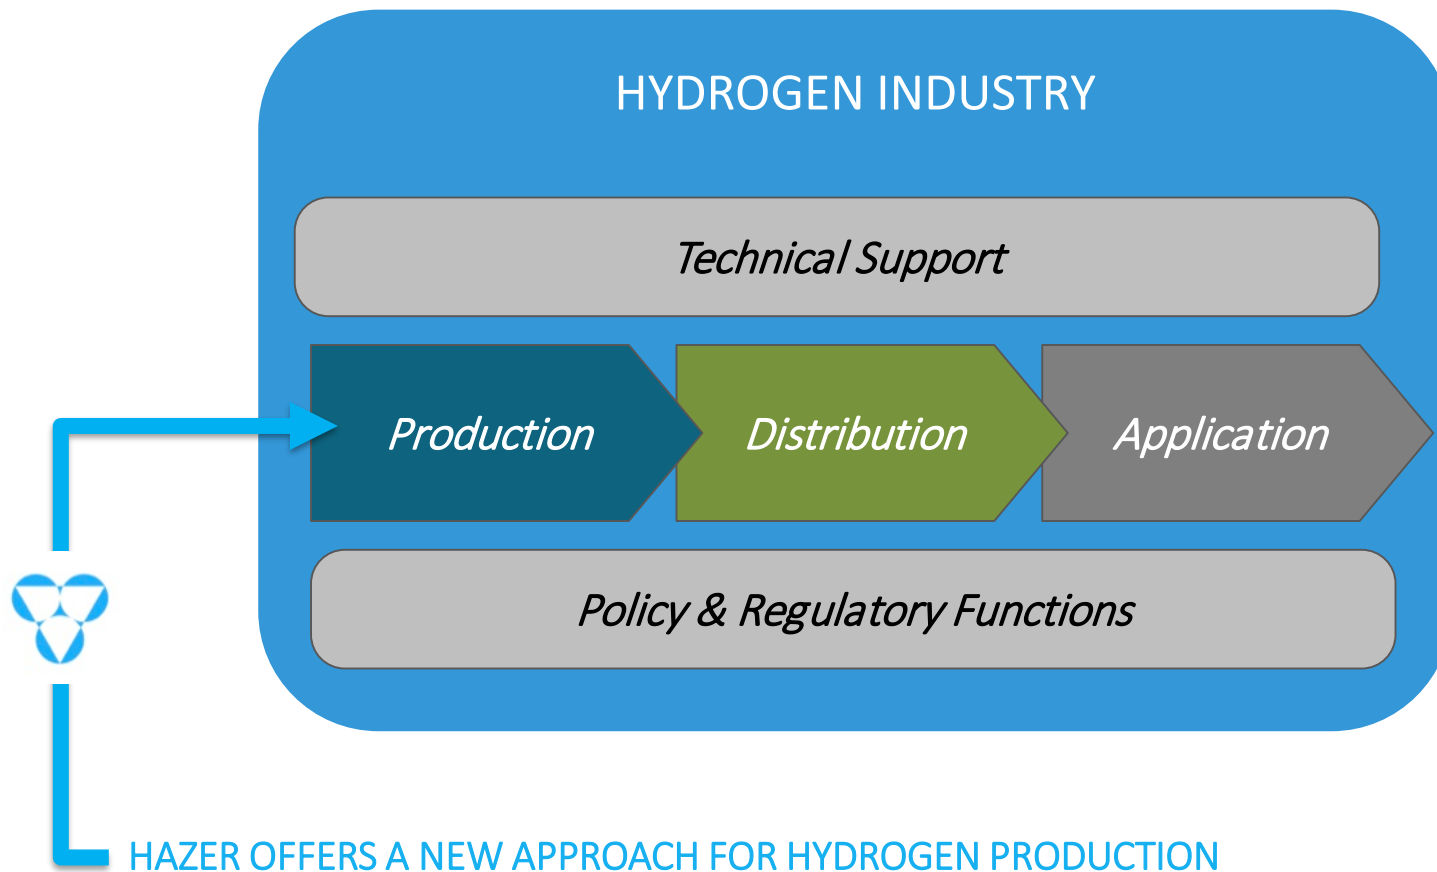 HYDROGEN INDUSTRY
Technical Support
Production
Distribution
Application
Policy & Regulatory Functions
HAZER OFFERS A NEW APPROACH FOR HYDROGEN PRODUCTION